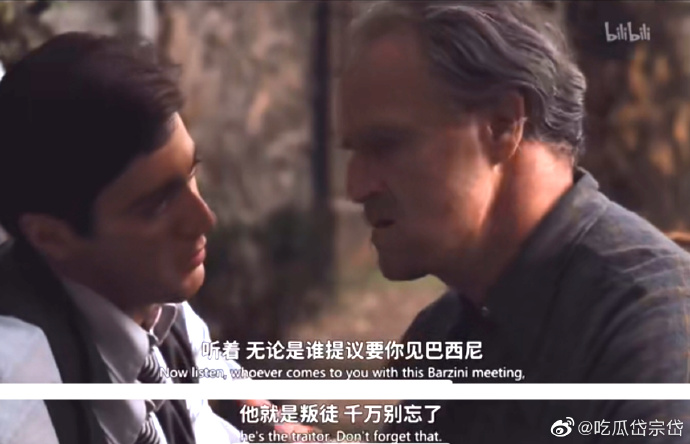 bilibili
听着 无论是谁提议要你见巴西尼
Now listen, whoever comes to you with this Barzini meeting,
他就是叛徒 千万别忘了
he's the traitor. Don't forget that.
@吃瓜岱宗岱